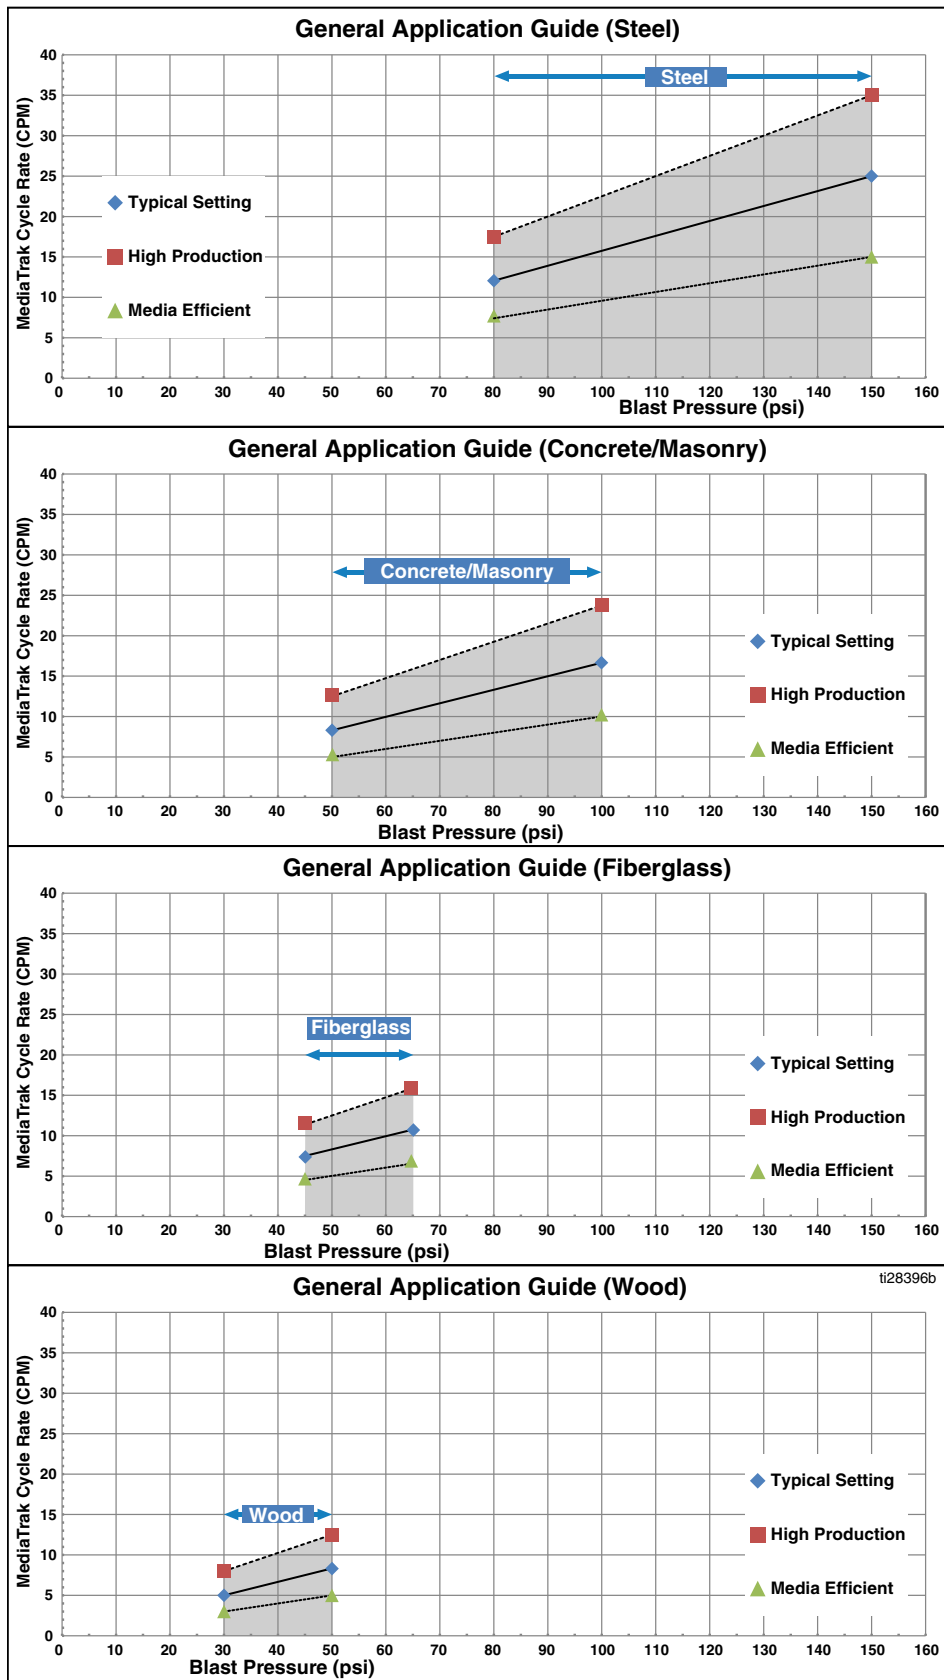 General Application Guide (Steel)
MediaTrak Cycle Rate (CPM)
40
35
30
25
20
15
10
5
0
Steel
Typical Setting
High Production
Media Efficient
0 10 20 30 40 50 60 70 80 90 100 110 120 130 140 150 160
Blast Pressure (psi)
General Application Guide (Concrete/Masonry)
MediaTrak Cycle Rate (CPM)
40
35
30
25
20
15
10
5
0
Concrete/Masonry
Typical Setting
High Production
Media Efficient
0 10 20 30 40 50 60 70 80 90 100 110 120 130 140 150 160
Blast Pressure (psi)
General Application Guide (Fiberglass)
MediaTrak Cycle Rate (CPM)
40
35
30
25
20
15
10
5
0
Fiberglass
Typical Setting
High Production
Media Efficient
0 10 20 30 40 50 60 70 80 90 100 110 120 130 140 150 160
Blast Pressure (psi)
General Application Guide (Wood)
ti28396b
MediaTrak Cycle Rate (CPM)
40
35
30
25
20
15
10
5
0
Wood
Typical Setting
High Production
Media Efficient
0 10 20 30 40 50 60 70 80 90 100 110 120 130 140 150 160
Blast Pressure (psi)